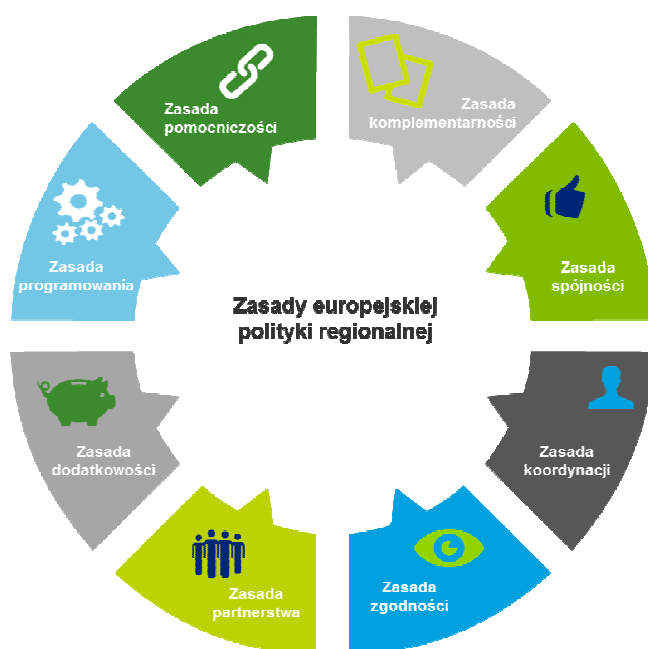 Zasada
pomocniczości
Zasada
komplementarności
Zasada
programowania
Zasada
spójności
Zasady europejskiej
polityki regionalnej
Zasada
dodatkowości
Zasada
koordynacji
Zasada
partnerstwa
Zasada
zgodności